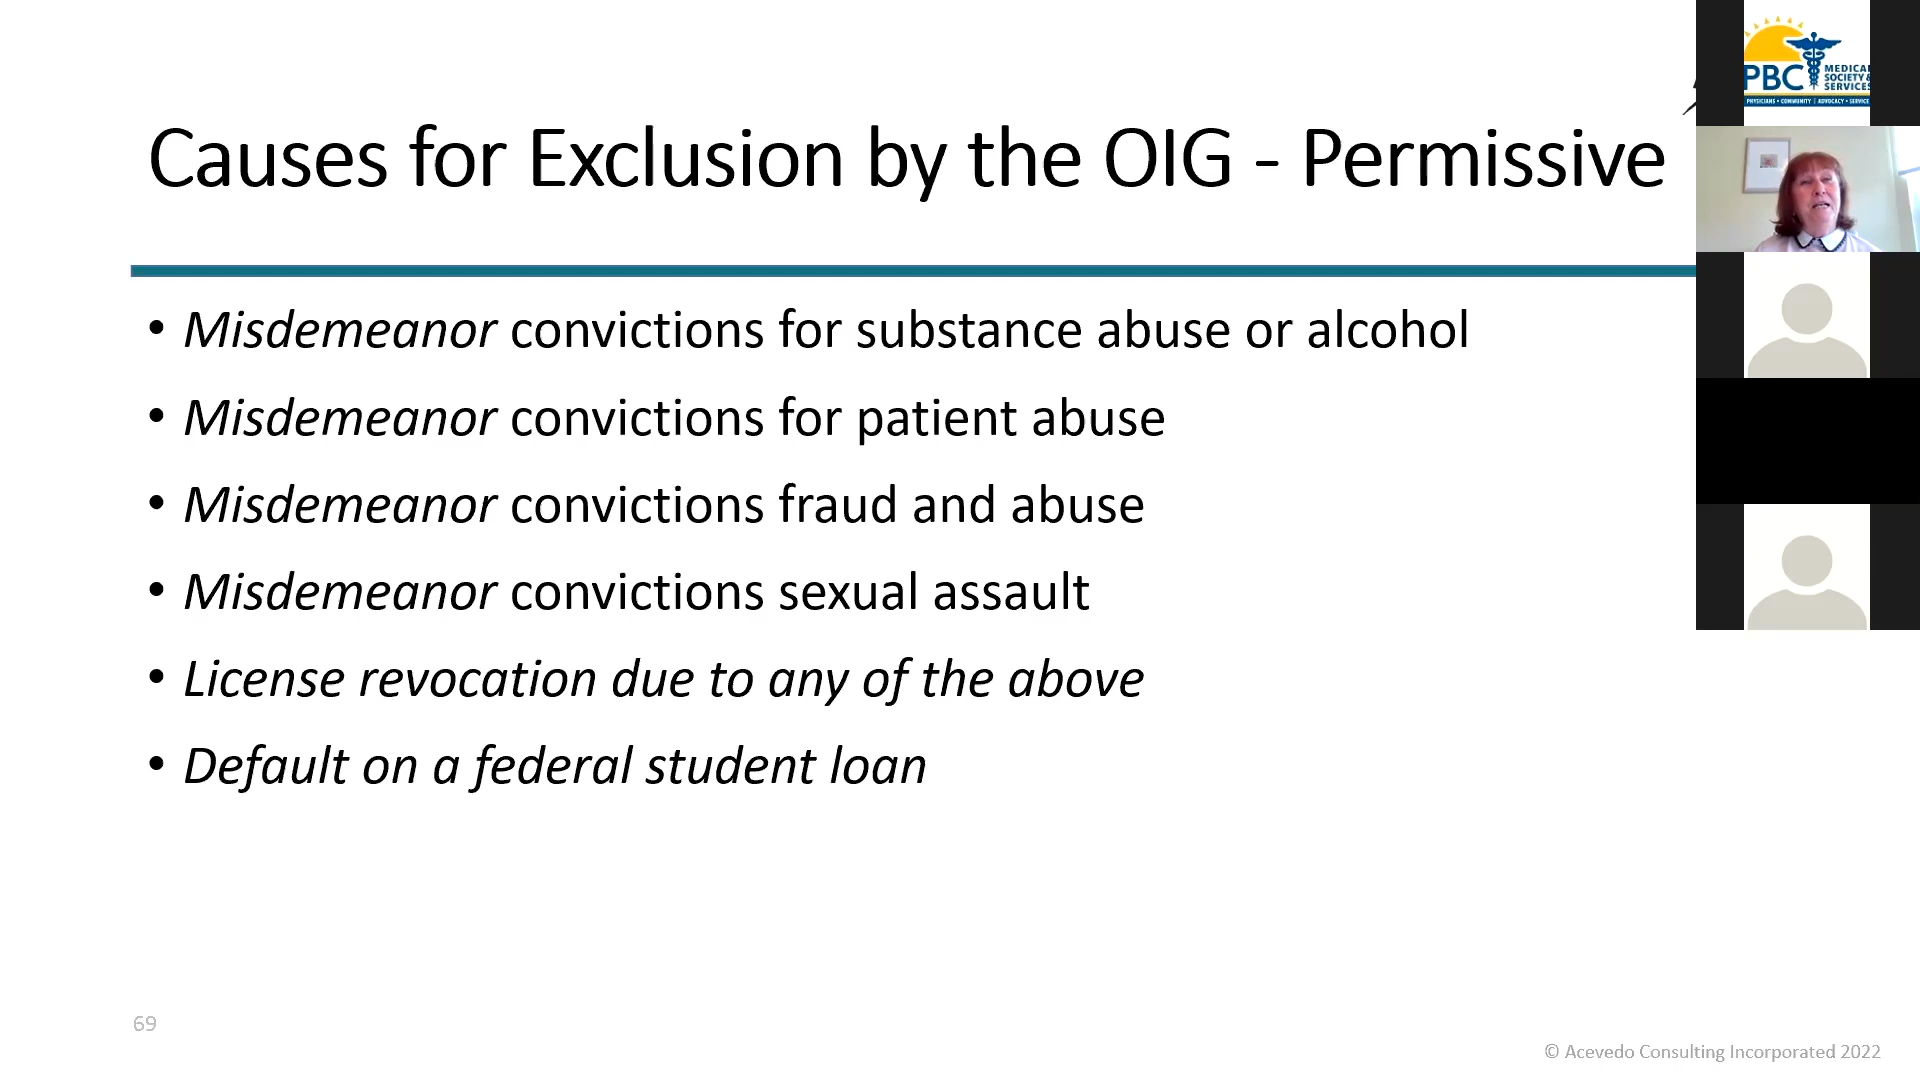 Causes for Exclusion by the OIG - Permissive
• Misdemeanor convictions for substance abuse or alcohol
• Misdemeanor convictions for patient abuse
• Misdemeanor convictions fraud and abuse
• Misdemeanor convictions sexual assault
• License revocation due to any of the above
• Default on a federal student loan
69
© Acevedo Consulting Incorporated 2022
PBC
MEDICAL
SOCIETY &
SERVICES
PHYSICIANS • COMMUNITY | ADVOCACY • SERVICE